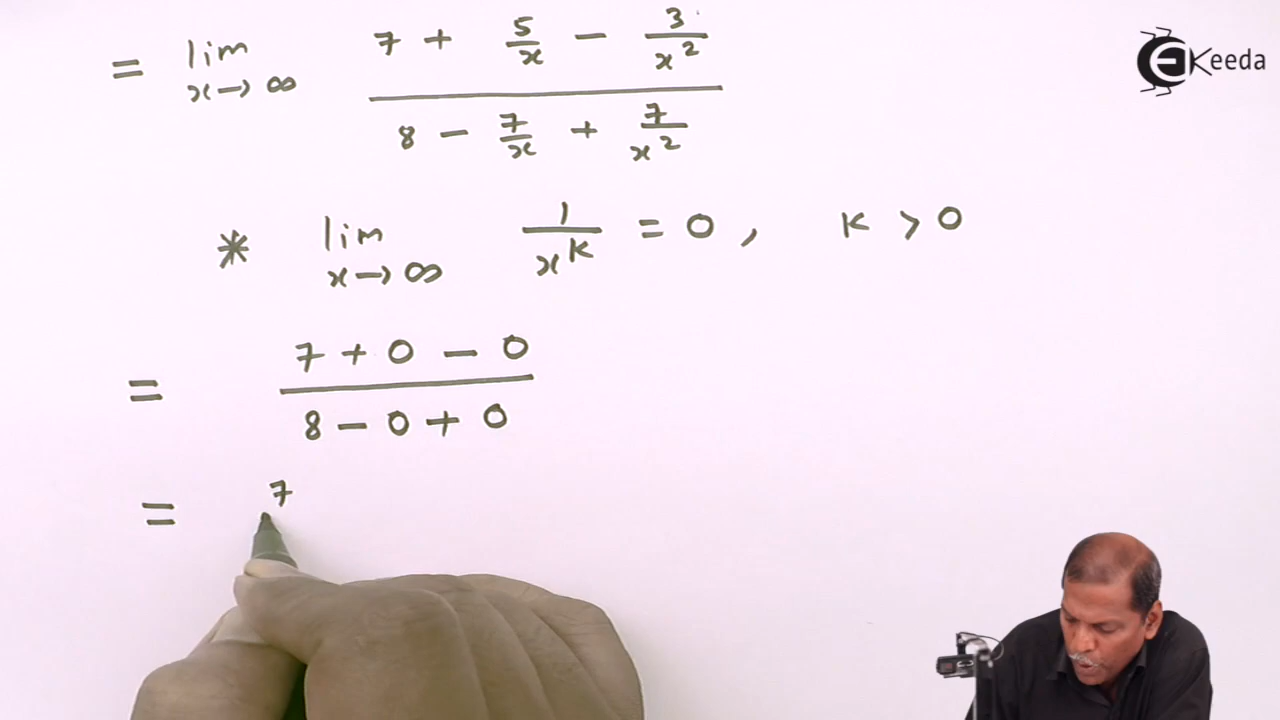 = lim x→∞ (7 + 5/x - 3/x²) / (8 - 7/x + 7/x²)
Keeda
* lim x→∞ 1/x^k = 0, k > 0
= (7 + 0 - 0) / (8 - 0 + 0)
= 7